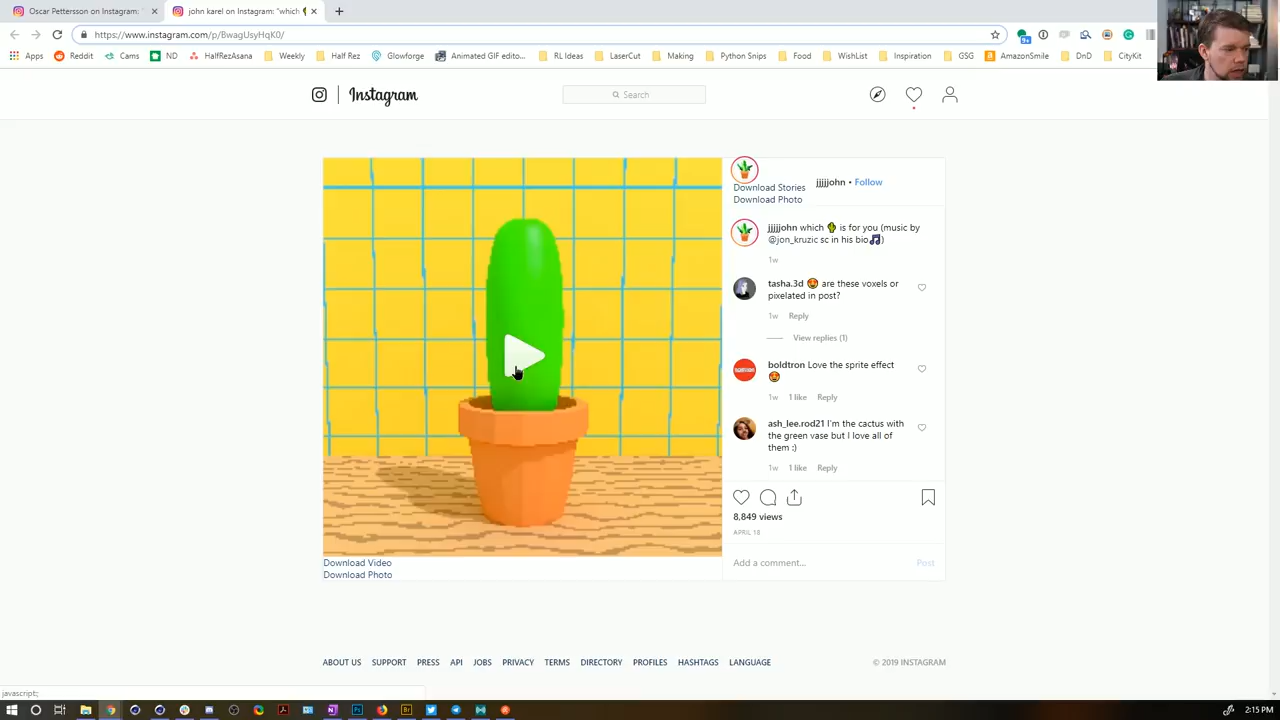 Oscar Pettersson on Instagram: "
john karel on Instagram: "which
https://www.instagram.com/p/BwagUsyHqK0/
Apps
Reddit
Cams
ND
HalfRezAsana
Weekly
Half Rez
Glowforge
Animated GIF edito...
RL Ideas
LaserCut
Making
Python Snips
Food
WishList
Inspiration
GSG
AmazonSmile
DnD
CityKit
Instagram
Search
Download Stories
Download Photo
jjjjjohn • Follow
jjjjjohn which 🌵 is for you (music by
@jon_kruzic sc in his bio🎵)
1w
tasha.3d 😍 are these voxels or
pixelated in post?
1w Reply
View replies (1)
boldtron Love the sprite effect
😍
1w 1 like Reply
ash_lee.rod21 I'm the cactus with
the green vase but I love all of
them :)
1w 1 like Reply
8,849 views
APRIL 18
Add a comment... Post
Download Video
Download Photo
ABOUT US SUPPORT PRESS API JOBS PRIVACY TERMS DIRECTORY PROFILES HASHTAGS LANGUAGE © 2019 INSTAGRAM
javascript:;
2:15 PM